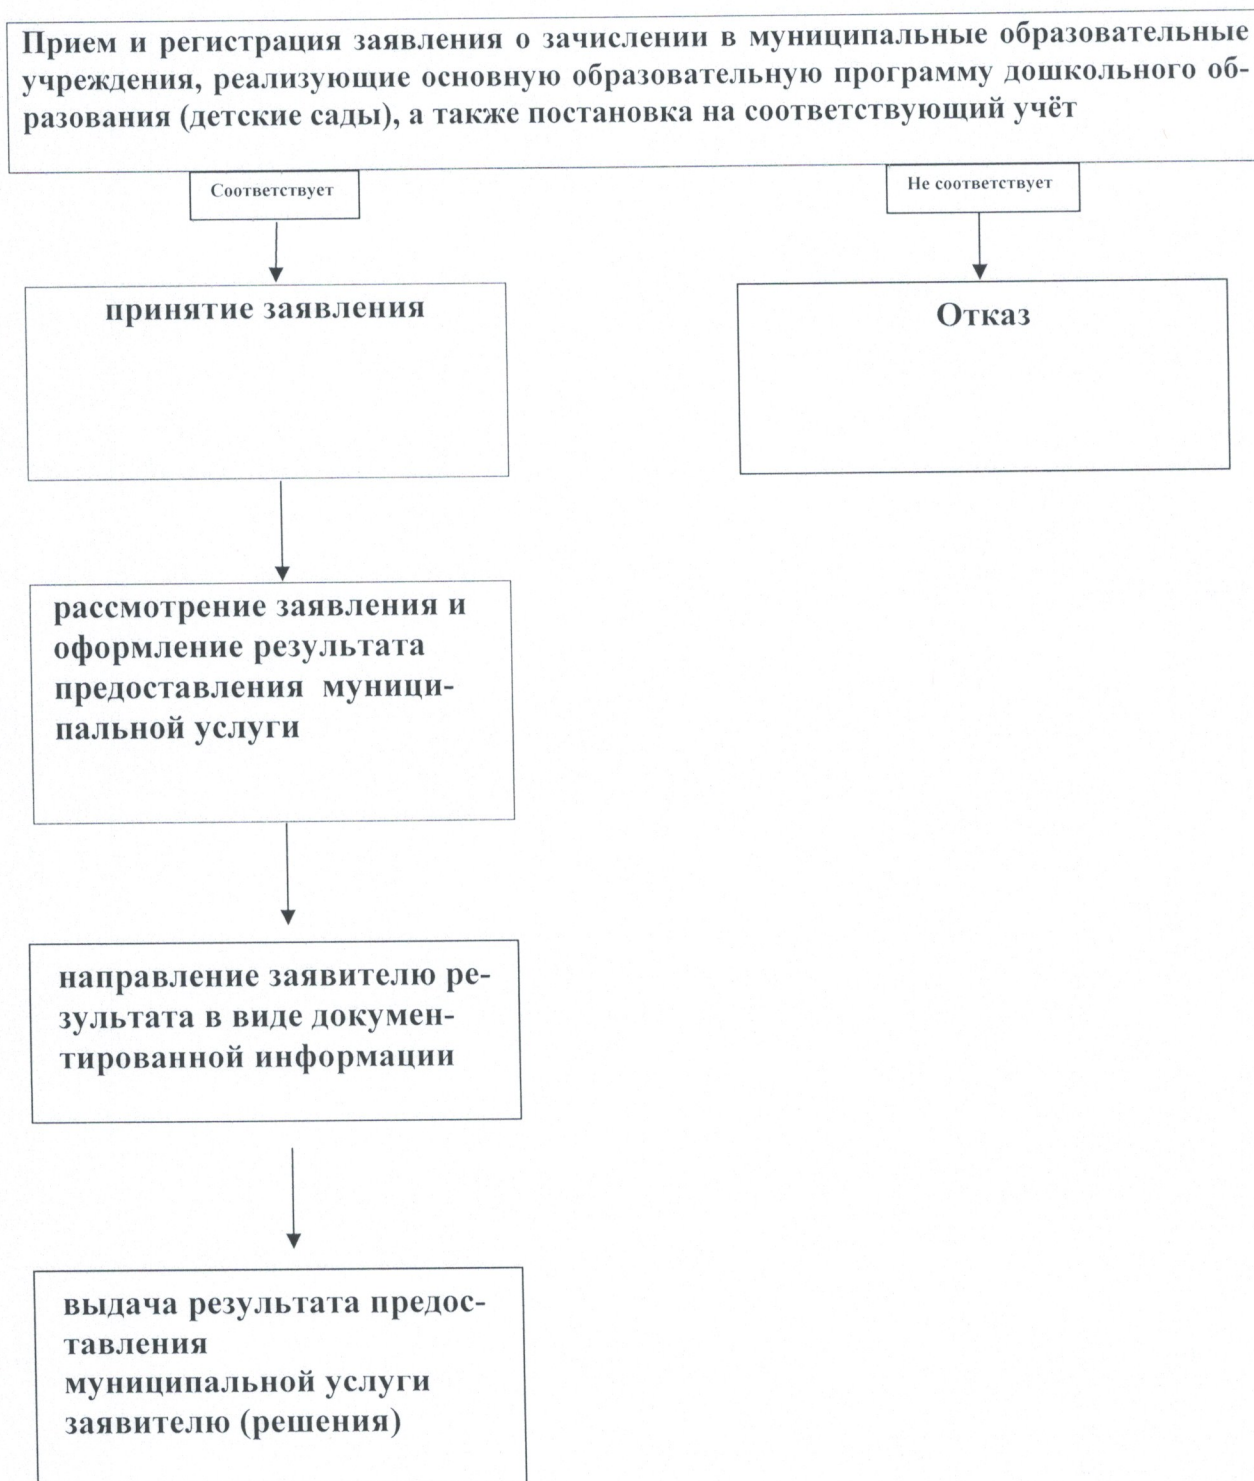 Прием и регистрация заявления о зачислении в муниципальные образовательные
учреждения, реализующие основную образовательную программу дошкольного об-
разования (детские сады), а также постановка на соответствующий учёт
Соответствует
Не соответствует
принятие заявления
Отказ
рассмотрение заявления и
оформление результата
предоставления муници-
пальной услуги
направление заявителю ре-
зультата в виде докумен-
тированной информации
выдача результата предос-
тавления
муниципальной услуги
заявителю (решения)